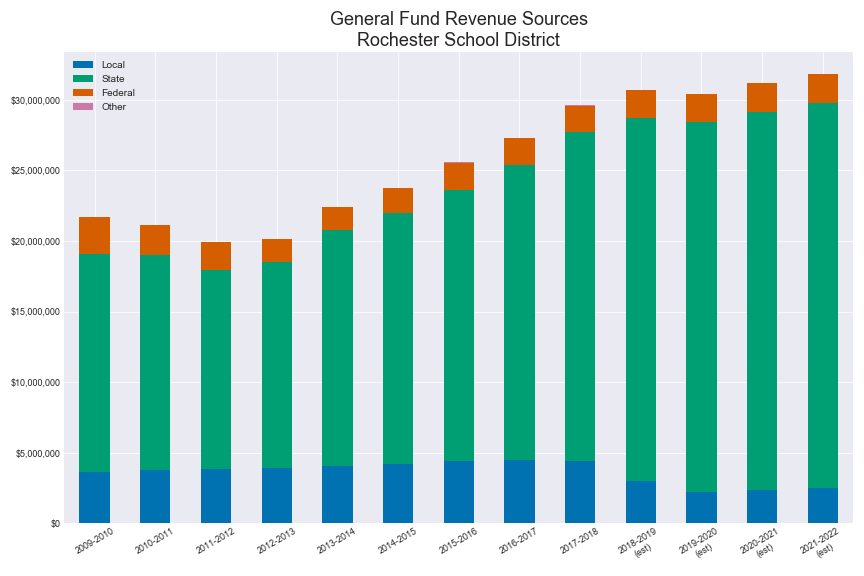 General Fund Revenue Sources
Rochester School District
Local
State
Federal
Other
$30,000,000
$25,000,000
$20,000,000
$15,000,000
$10,000,000
$5,000,000
$0
2009-2010
2010-2011
2011-2012
2012-2013
2013-2014
2014-2015
2015-2016
2016-2017
2017-2018
2018-2019
(est)
2019-2020
(est)
2020-2021
(est)
2021-2022
(est)